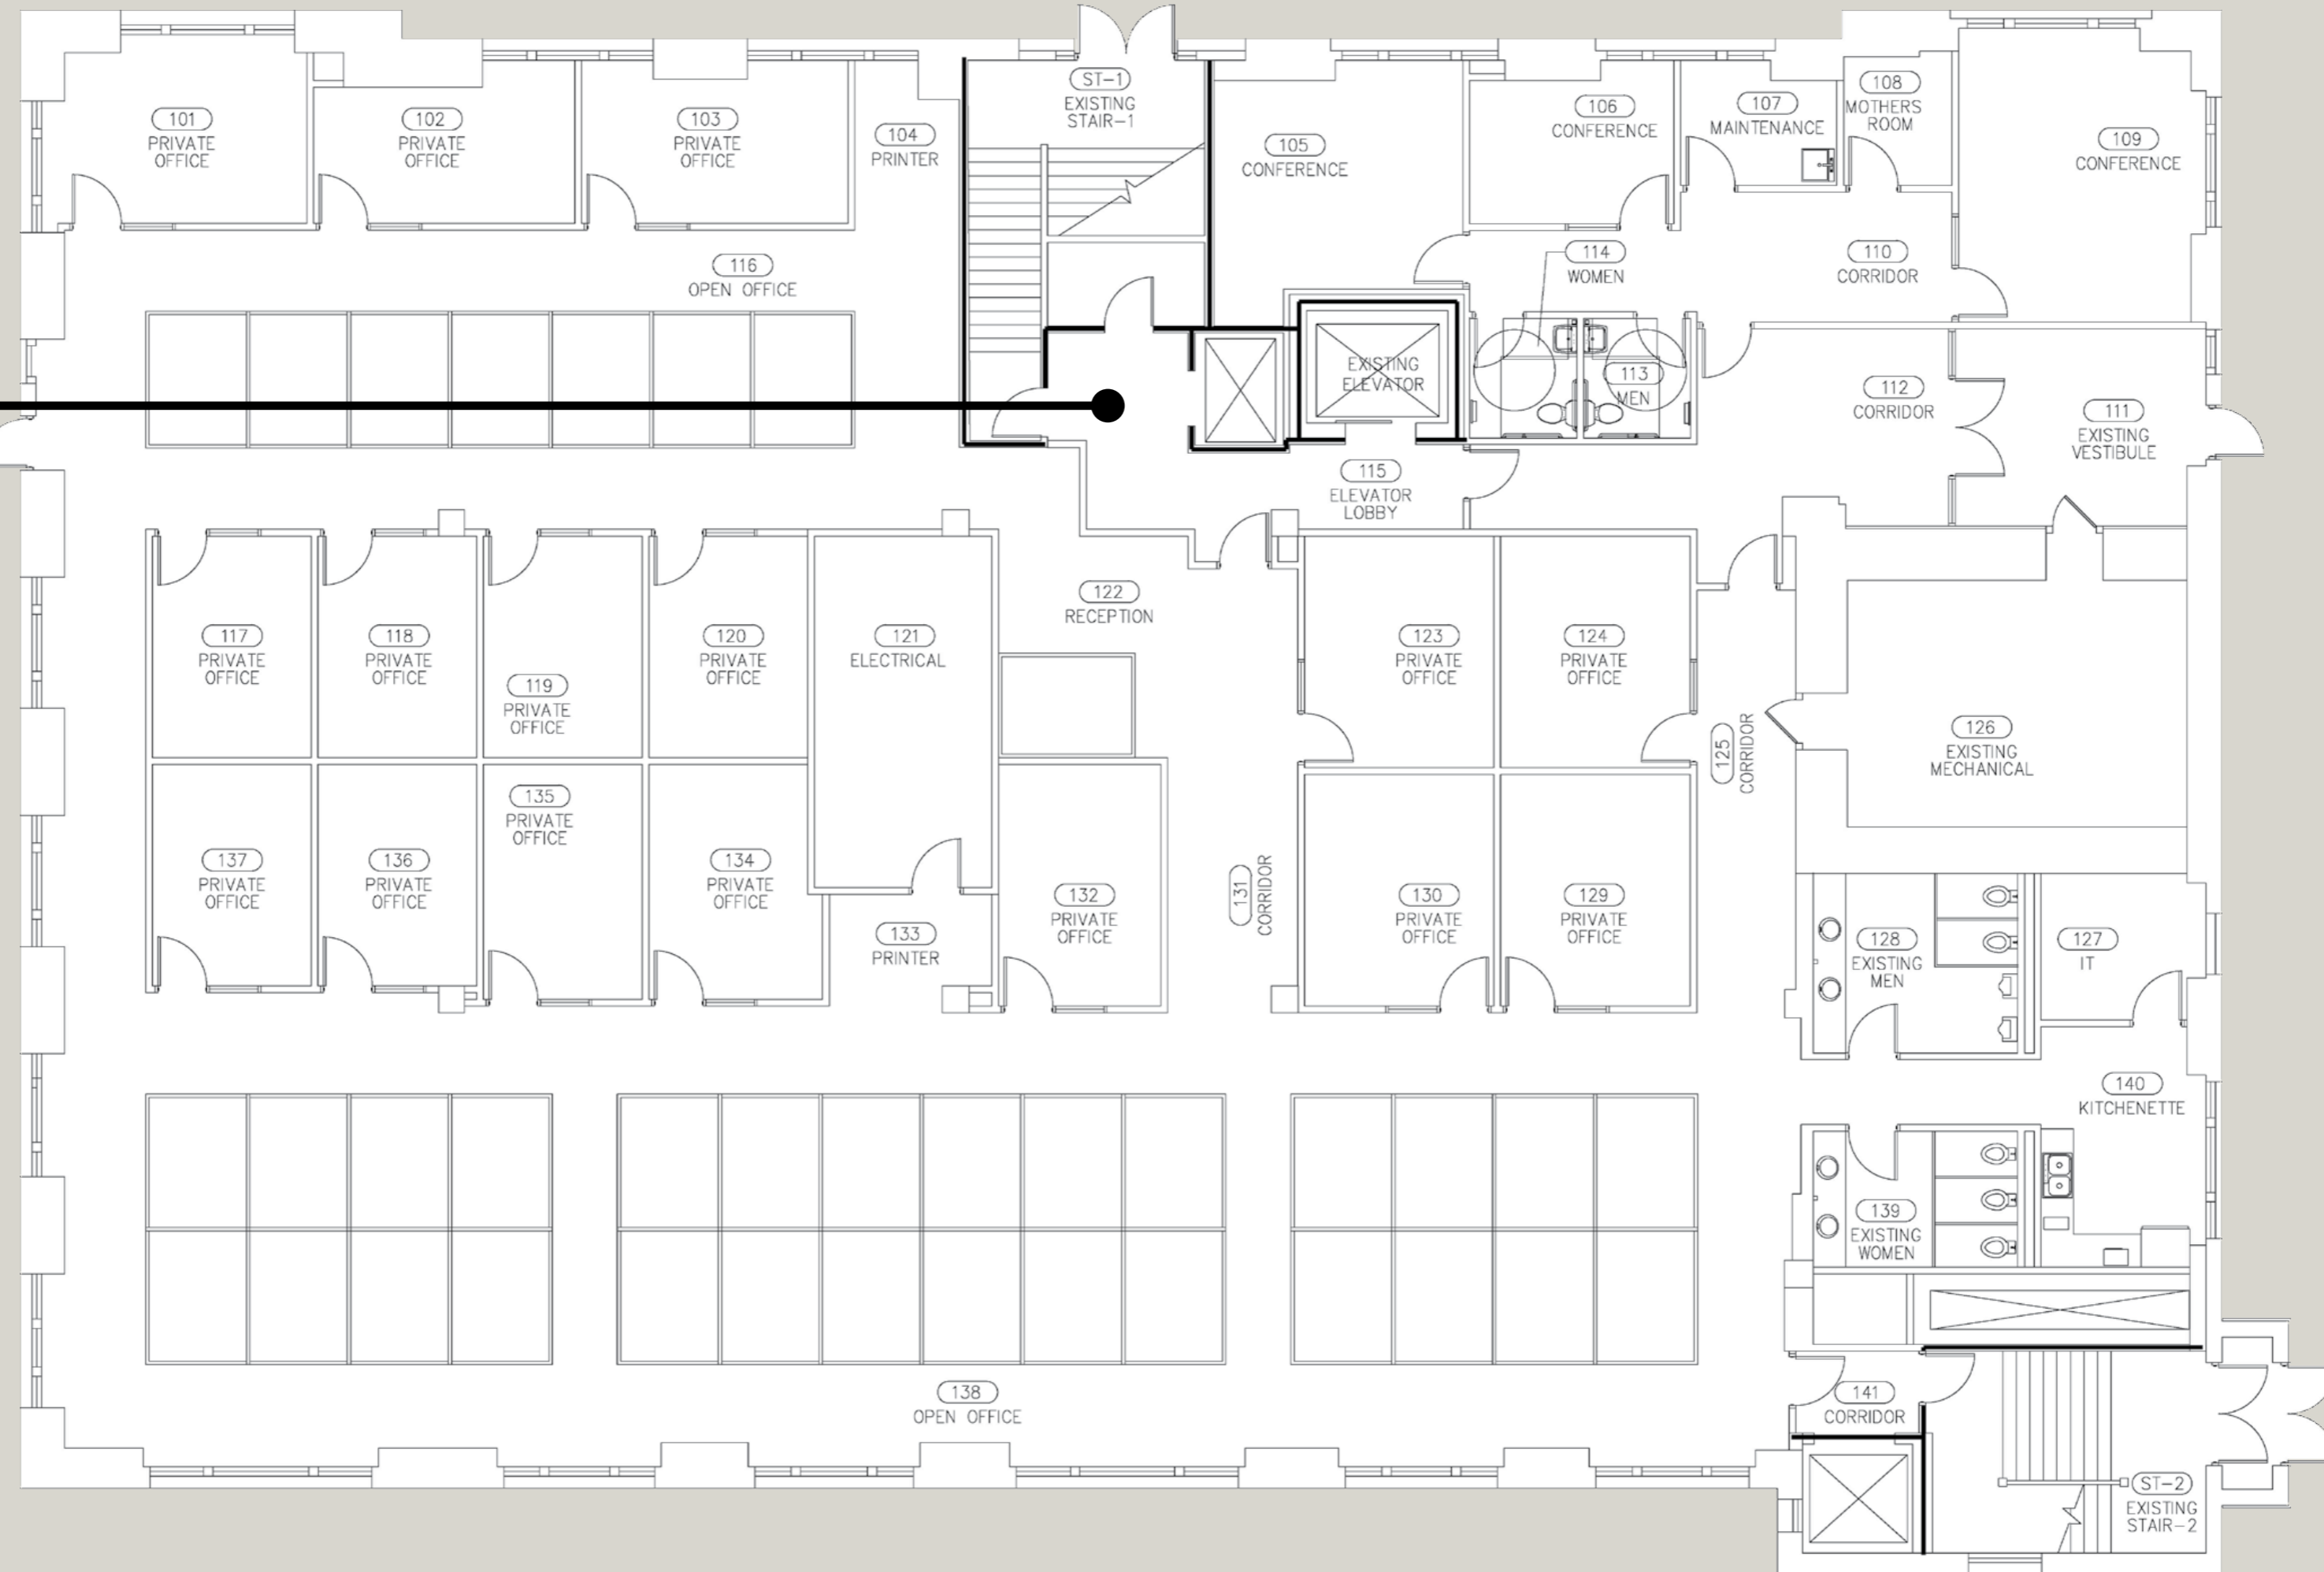 101
PRIVATE
OFFICE
102
PRIVATE
OFFICE
103
PRIVATE
OFFICE
104
PRINTER
ST-1
EXISTING
STAIR-1
105
CONFERENCE
106
CONFERENCE
107
MAINTENANCE
108
MOTHERS
ROOM
109
CONFERENCE
116
OPEN OFFICE
114
WOMEN
110
CORRIDOR
EXISTING
ELEVATOR
113
MEN
112
CORRIDOR
111
EXISTING
VESTIBULE
115
ELEVATOR
LOBBY
122
RECEPTION
117
PRIVATE
OFFICE
118
PRIVATE
OFFICE
119
PRIVATE
OFFICE
120
PRIVATE
OFFICE
121
ELECTRICAL
123
PRIVATE
OFFICE
124
PRIVATE
OFFICE
125
CORRIDOR
126
EXISTING
MECHANICAL
137
PRIVATE
OFFICE
136
PRIVATE
OFFICE
135
PRIVATE
OFFICE
134
PRIVATE
OFFICE
133
PRINTER
132
PRIVATE
OFFICE
131
CORRIDOR
130
PRIVATE
OFFICE
129
PRIVATE
OFFICE
128
EXISTING
MEN
127
IT
140
KITCHENETTE
139
EXISTING
WOMEN
138
OPEN OFFICE
141
CORRIDOR
ST-2
EXISTING
STAIR-2